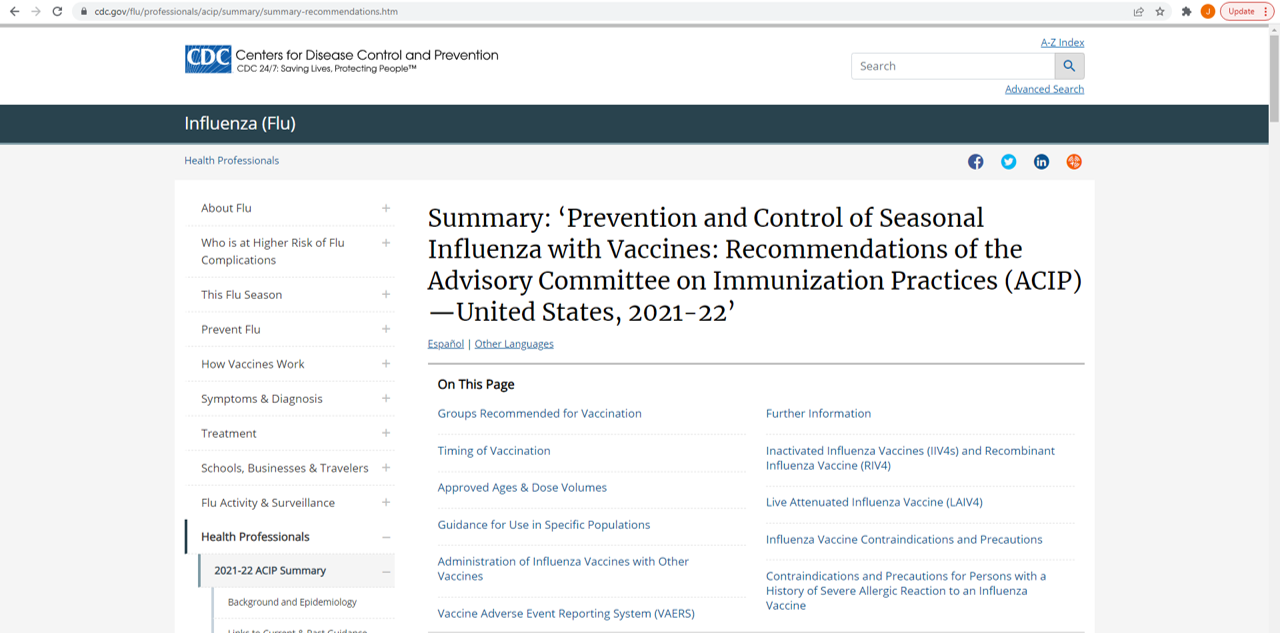 cdc.gov/flu/professionals/acip/summary/summary-recommendations.htm
J
Update
CDC
Centers for Disease Control and Prevention
CDC 24/7: Saving Lives, Protecting People™
A-Z Index
Search
Advanced Search
Influenza (Flu)
Health Professionals
About Flu
Who is at Higher Risk of Flu
Complications
This Flu Season
Prevent Flu
How Vaccines Work
Symptoms & Diagnosis
Treatment
Schools, Businesses & Travelers
Flu Activity & Surveillance
Health Professionals
2021-22 ACIP Summary
Background and Epidemiology
Links to Current & Past Guidance
Summary: ‘Prevention and Control of Seasonal
Influenza with Vaccines: Recommendations of the
Advisory Committee on Immunization Practices (ACIP)
—United States, 2021-22’
Español | Other Languages
On This Page
Groups Recommended for Vaccination
Timing of Vaccination
Approved Ages & Dose Volumes
Guidance for Use in Specific Populations
Administration of Influenza Vaccines with Other
Vaccines
Vaccine Adverse Event Reporting System (VAERS)
Further Information
Inactivated Influenza Vaccines (IIV4s) and Recombinant
Influenza Vaccine (RIV4)
Live Attenuated Influenza Vaccine (LAIV4)
Influenza Vaccine Contraindications and Precautions
Contraindications and Precautions for Persons with a
History of Severe Allergic Reaction to an Influenza
Vaccine